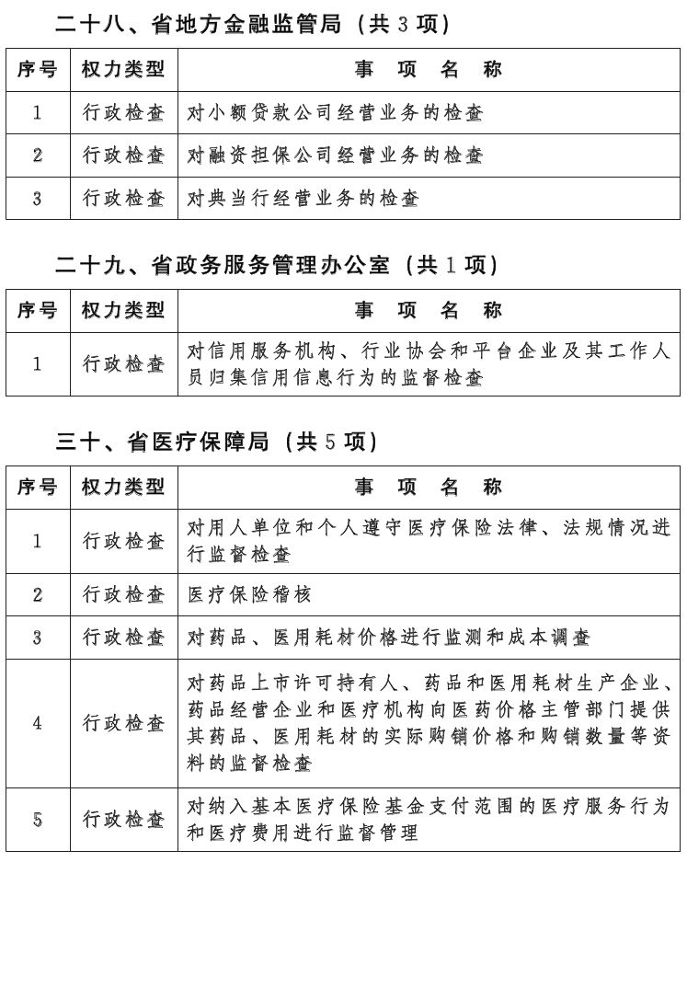 二十八、省地方金融监管局（共 3 项）
序号 权力类型 事 项 名 称
1 行政检查 对小额贷款公司经营业务的检查
2 行政检查 对融资担保公司经营业务的检查
3 行政检查 对典当行经营业务的检查
二十九、省政务服务管理办公室（共 1 项）
序号 权力类型 事 项 名 称
1 行政检查 对信用服务机构、行业协会和平台企业及其工作人
员归集信用信息行为的监督检查
三十、省医疗保障局（共 5 项）
序号 权力类型 事 项 名 称
1 行政检查 对用人单位和个人遵守医疗保险法律、法规情况进
行监督检查
2 行政检查 医疗保险稽核
3 行政检查 对药品、医用耗材价格进行监测和成本调查
4 行政检查 对药品上市许可持有人、药品和医用耗材生产企业、
药品经营企业和医疗机构向医药价格主管部门提供
其药品、医用耗材的实际购销价格和购销数量等资
料的监督检查
5 行政检查 对纳入基本医疗保险基金支付范围的医疗服务行为
和医疗费用进行监督管理